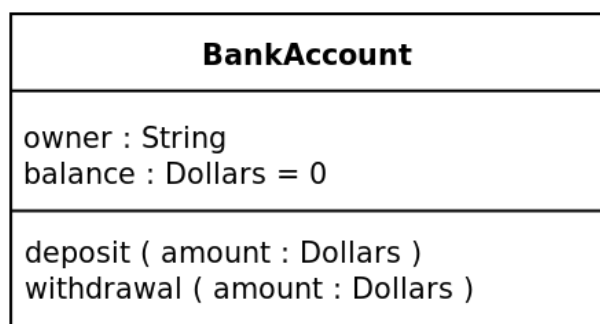 BankAccount
owner : String
balance : Dollars = 0
deposit ( amount : Dollars )
withdrawal ( amount : Dollars )